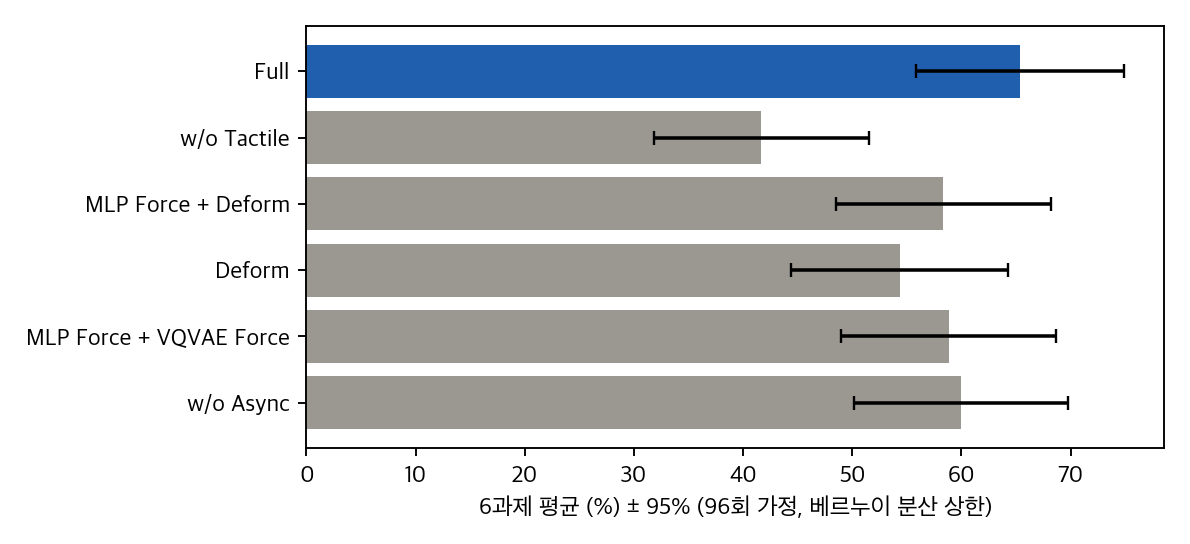 Full
w/o Tactile
MLP Force + Deform
Deform
MLP Force + VQVAE Force
w/o Async
0 10 20 30 40 50 60 70
6과제 평균 (%) ± 95% (96회 가정, 베르누이 분산 상한)